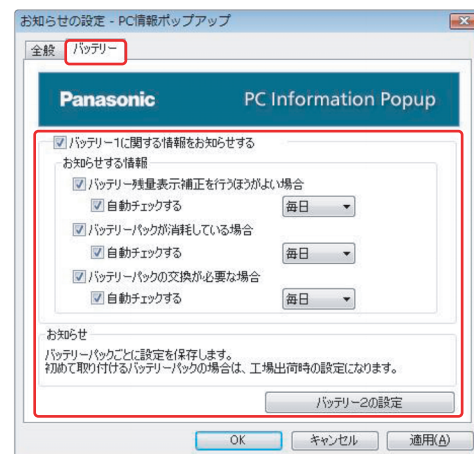 お知らせの設定 - PC情報ポップアップ
全般 バッテリー
Panasonic PC Information Popup
バッテリー1に関する情報をお知らせする
お知らせする情報
バッテリー残量表示補正を行うほうがよい場合
自動チェックする 毎日
バッテリーパックが消耗している場合
自動チェックする 毎日
バッテリーパックの交換が必要な場合
自動チェックする 毎日
お知らせ
バッテリーパックごとに設定を保存します。
初めて取り付けるバッテリーパックの場合は、工場出荷時の設定になります。
バッテリー2の設定
OK キャンセル 適用(A)